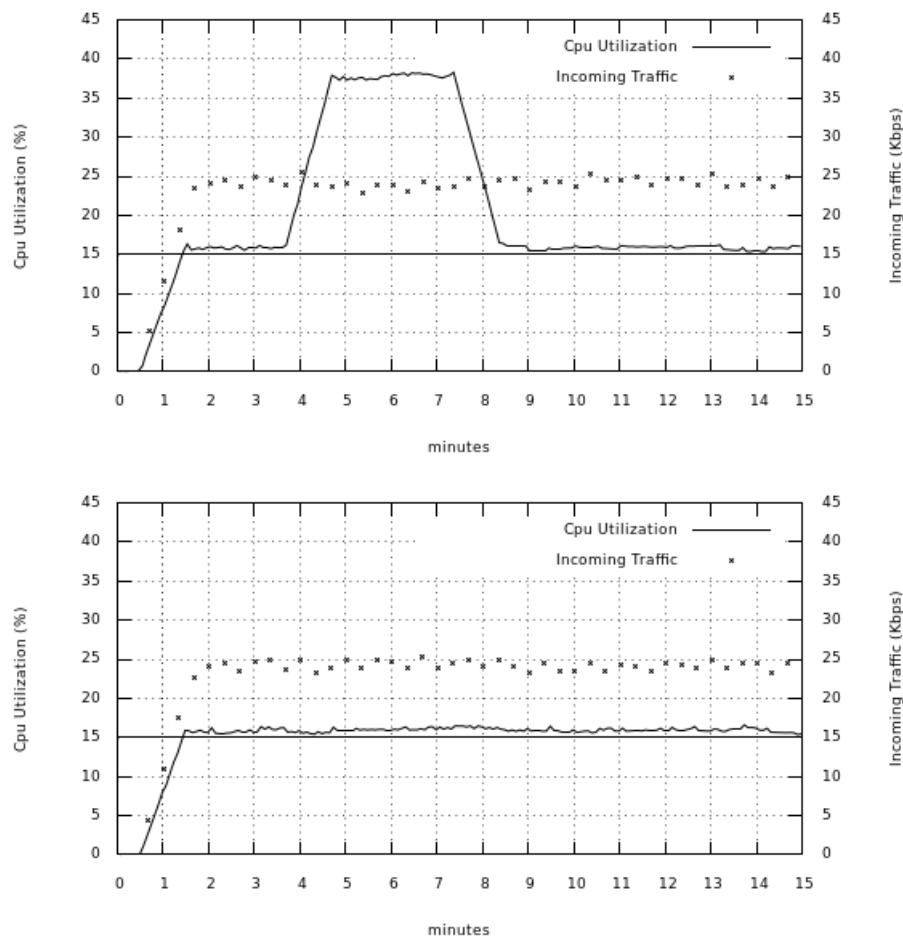 45 45
Cpu Utilization
40 40
Incoming Traffic
35 35
30 30
Cpu Utilization (%)
Incoming Traffic (Kbps)
25 25
20 20
15 15
10 10
5 5
0 0
0 1 2 3 4 5 6 7 8 9 10 11 12 13 14 15
minutes
45 45
Cpu Utilization
40 40
Incoming Traffic
35 35
30 30
Cpu Utilization (%)
Incoming Traffic (Kbps)
25 25
20 20
15 15
10 10
5 5
0 0
0 1 2 3 4 5 6 7 8 9 10 11 12 13 14 15
minutes